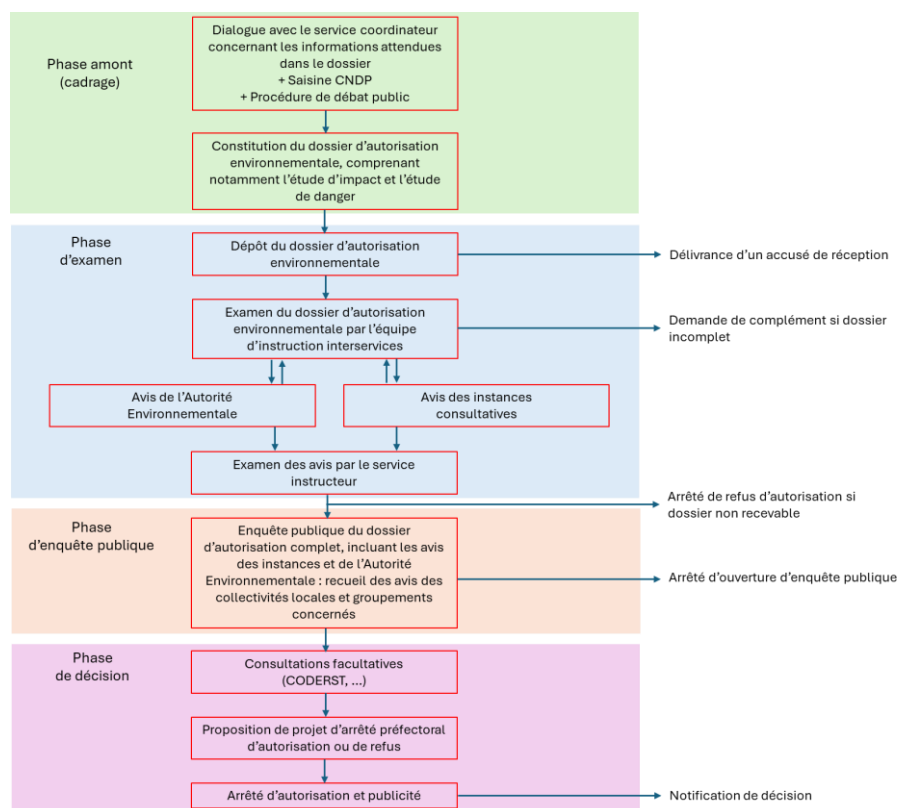 Phase amont
(cadrage)
Dialogue avec le service coordinateur
concernant les informations attendues
dans le dossier
+ Saisine CNDP
+ Procédure de débat public
Constitution du dossier d'autorisation
environnementale, comprenant
notamment l'étude d'impact et l'étude
de danger
Phase
d'examen
Dépôt du dossier d'autorisation
environnementale
Délivrance d'un accusé de réception
Examen du dossier d'autorisation
environnementale par l'équipe
d'instruction interservices
Demande de complément si dossier
incomplet
Avis de l'Autorité
Environnementale
Avis des instances
consultatives
Examen des avis par le service
instructeur
Arrêté de refus d'autorisation si
dossier non recevable
Phase
d'enquête publique
Enquête publique du dossier
d'autorisation complet, incluant les avis
des instances et de l'Autorité
Environnementale : recueil des avis des
collectivités locales et groupements
concernés
Arrêté d'ouverture d'enquête publique
Phase
de décision
Consultations facultatives
(CODERST, ...)
Proposition de projet d'arrêté préfectoral
d'autorisation ou de refus
Arrêté d'autorisation et publicité
Notification de décision